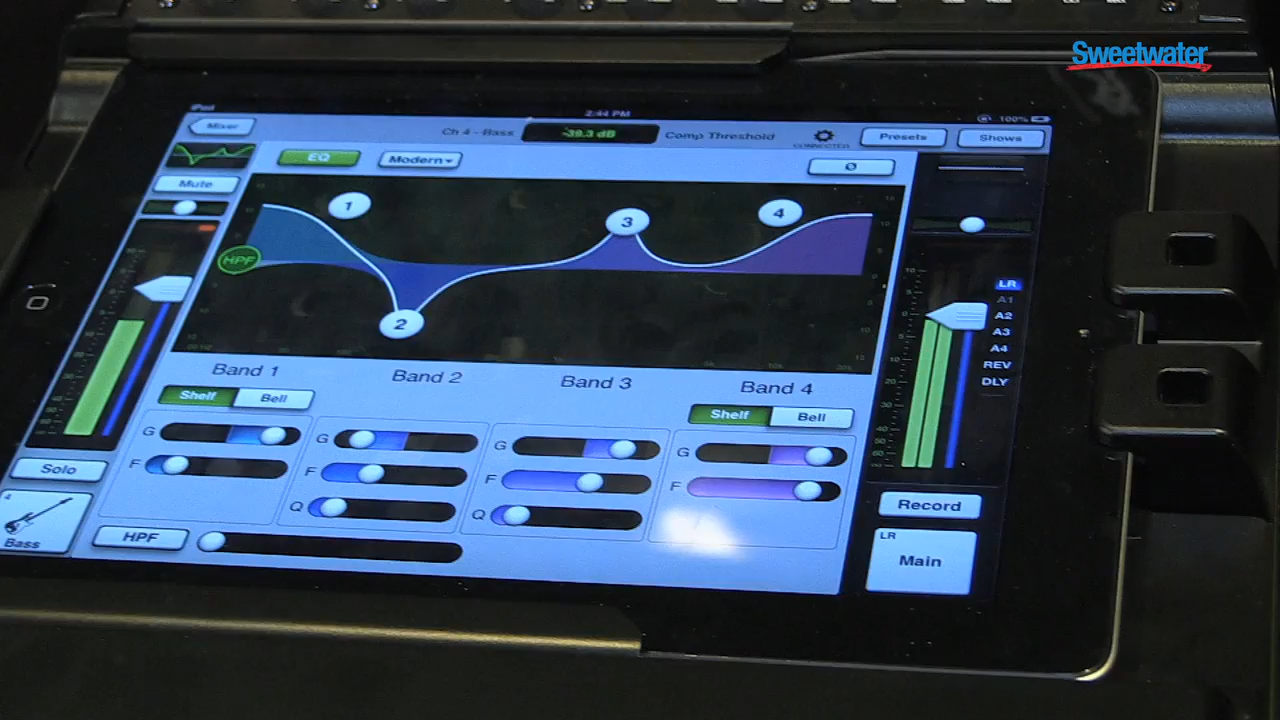 Sweetwater
iPad
2:44 PM
100%
Mixer
Ch 4 - Bass
-39.3 dB
Comp Threshold
CONNECTED
Presets
Shows
EQ
Modern
Mute
1
2
3
4
HPF
LR
A1
A2
A3
A4
REV
DLY
Band 1
Band 2
Band 3
Band 4
Shelf Bell
Shelf Bell
G
G
G
G
F
F
F
F
Q
Q
Solo
4
Bass
HPF
Record
LR
Main